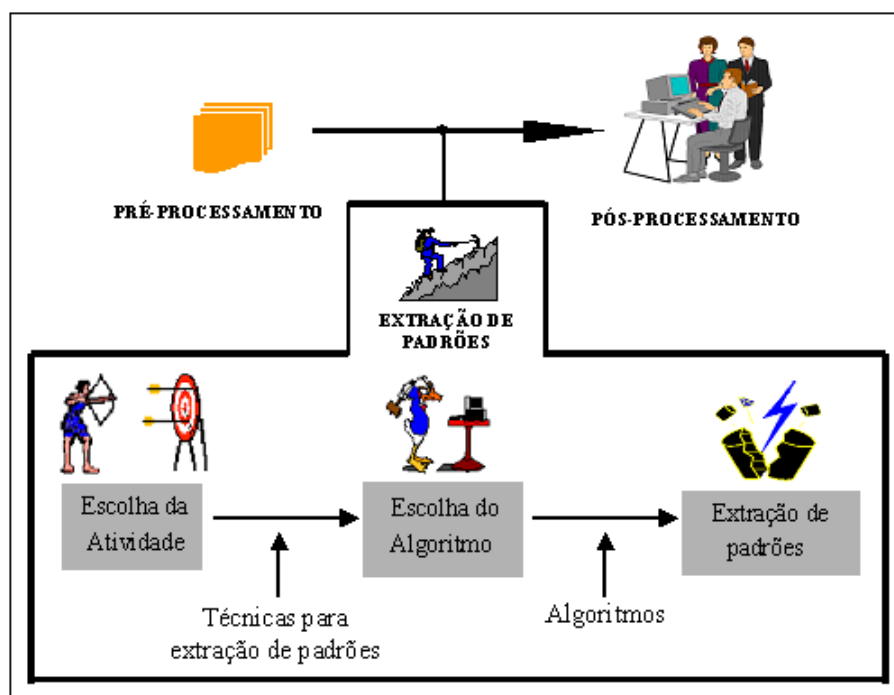 PRÉ-PROCESSAMENTO
PÓS-PROCESSAMENTO
EXTRAÇÃO DE
PADRÕES
Escolha da
Atividade
Escolha do
Algoritmo
Extração de
padrões
Técnicas para
extração de padrões
Algoritmos